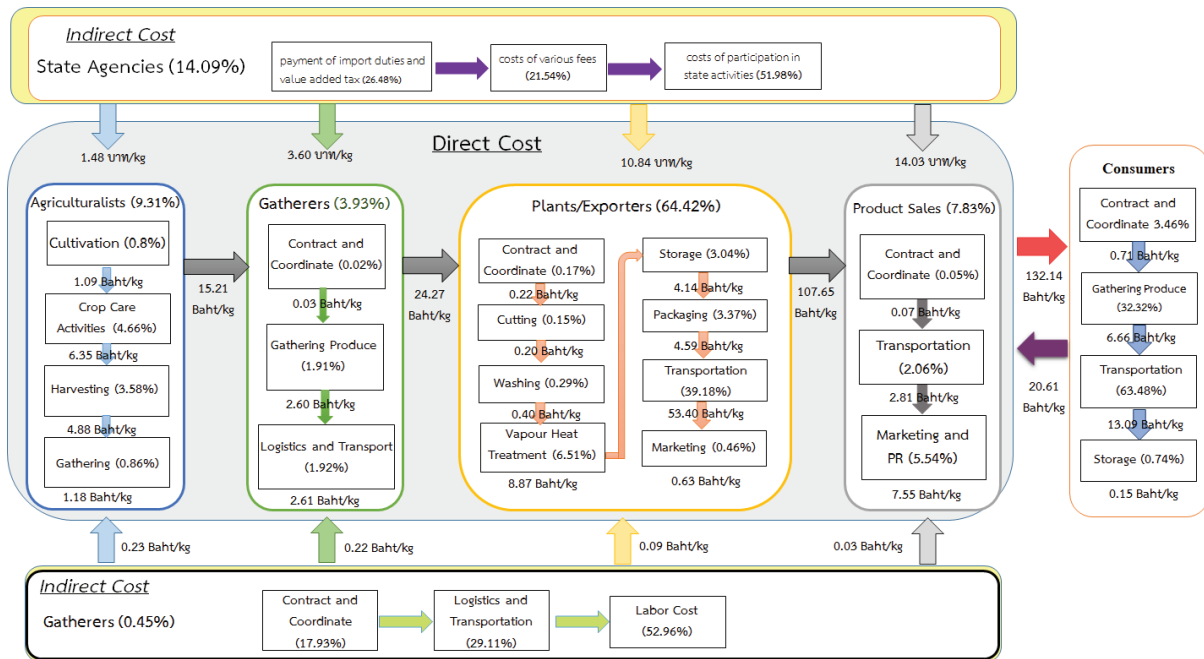 Indirect Cost
State Agencies (14.09%)
payment of import duties and
value added tax (26.48%)
costs of various fees
(21.54%)
costs of participation in
state activities (51.98%)
Direct Cost
1.48 บาท/kg
3.60 บาท/kg
10.84 บาท/kg
14.03 บาท/kg
Agriculturalists (9.31%)
Cultivation (0.8%)
1.09 Baht/kg
Crop Care
Activities (4.66%)
6.35 Baht/kg
Harvesting (3.58%)
4.88 Baht/kg
Gathering (0.86%)
1.18 Baht/kg
15.21
Baht/kg
Gatherers (3.93%)
Contract and
Coordinate (0.02%)
0.03 Baht/kg
Gathering Produce
(1.91%)
2.60 Baht/kg
Logistics and Transport
(1.92%)
2.61 Baht/kg
24.27
Baht/kg
Plants/Exporters (64.42%)
Contract and
Coordinate (0.17%)
0.22 Baht/kg
Cutting (0.15%)
0.20 Baht/kg
Washing (0.29%)
0.40 Baht/kg
Vapour Heat
Treatment (6.51%)
8.87 Baht/kg
Storage (3.04%)
4.14 Baht/kg
Packaging (3.37%)
4.59 Baht/kg
Transportation
(39.18%)
53.40 Baht/kg
Marketing (0.46%)
0.63 Baht/kg
107.65
Baht/kg
Product Sales (7.83%)
Contract and
Coordinate (0.05%)
0.07 Baht/kg
Transportation
(2.06%)
2.81 Baht/kg
Marketing and
PR (5.54%)
7.55 Baht/kg
132.14
Baht/kg
20.61
Baht/kg
Consumers
Contract and
Coordinate 3.46%
0.71 Baht/kg
Gathering Produce
(32.32%)
6.66 Baht/kg
Transportation
(63.48%)
13.09 Baht/kg
Storage (0.74%)
0.15 Baht/kg
0.23 Baht/kg
0.22 Baht/kg
0.09 Baht/kg
0.03 Baht/kg
Indirect Cost
Gatherers (0.45%)
Contract and
Coordinate
(17.93%)
Logistics and
Transportation
(29.11%)
Labor Cost
(52.96%)